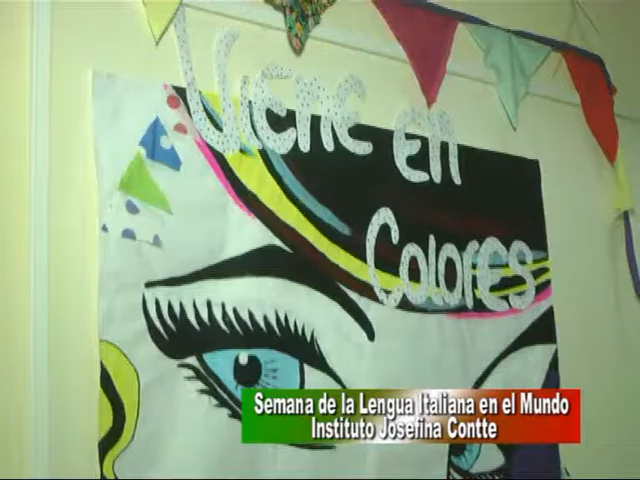 Viene en
Colores
Semana de la Lengua Italiana en el Mundo
Instituto Josefina Contte